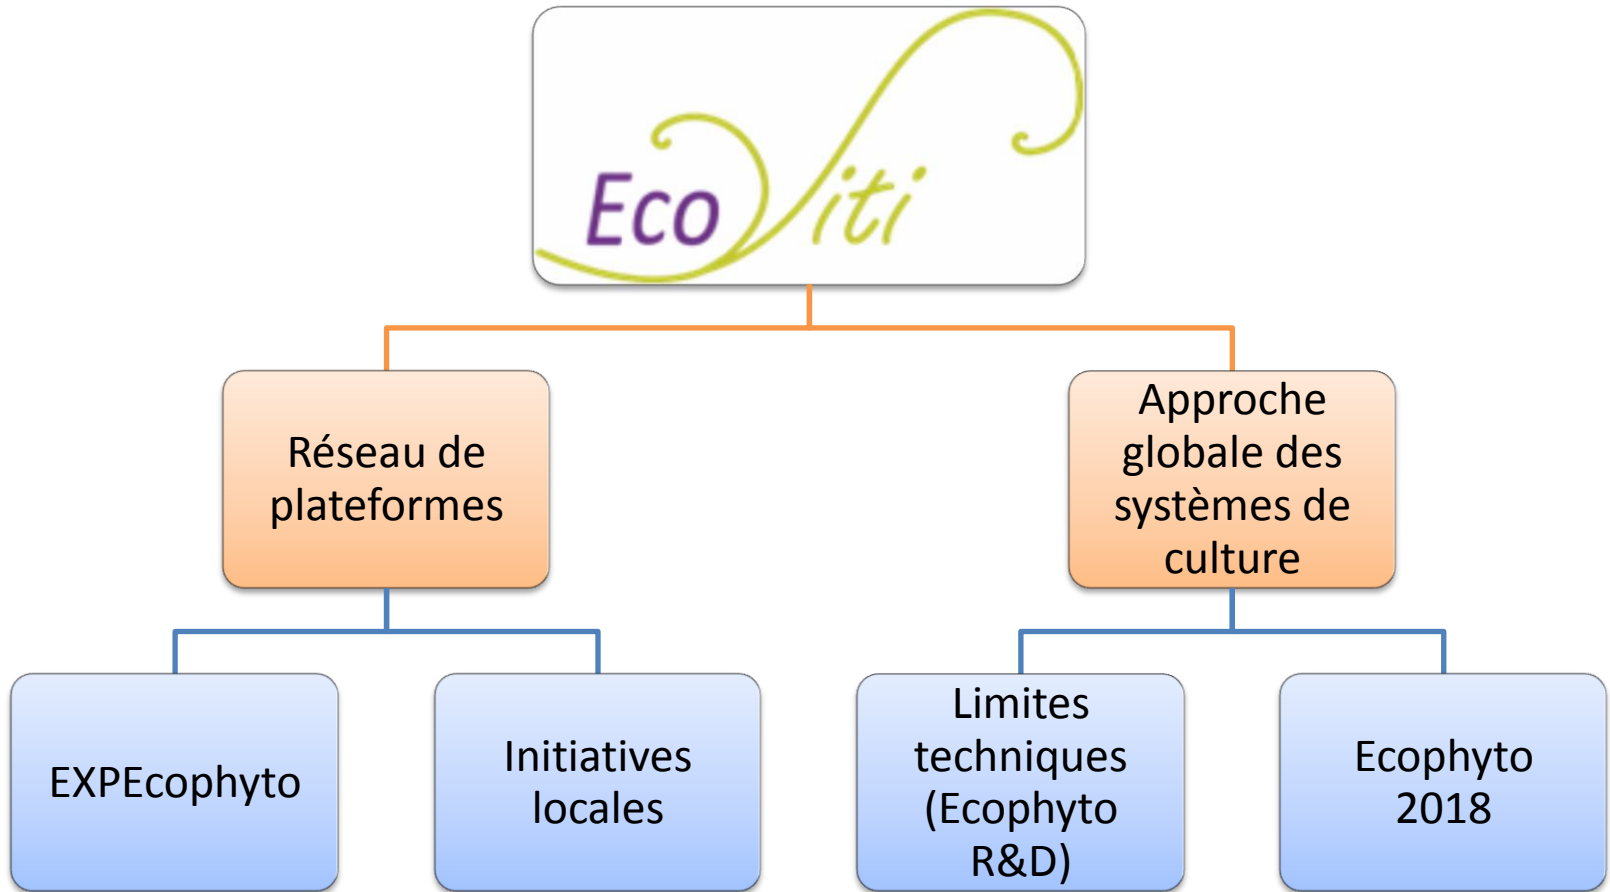 EcoViti
Réseau de
plateformes
Approche
globale des
systèmes de
culture
EXPEcophyto
Initiatives
locales
Limites
techniques
(Ecophyto
R&D)
Ecophyto
2018